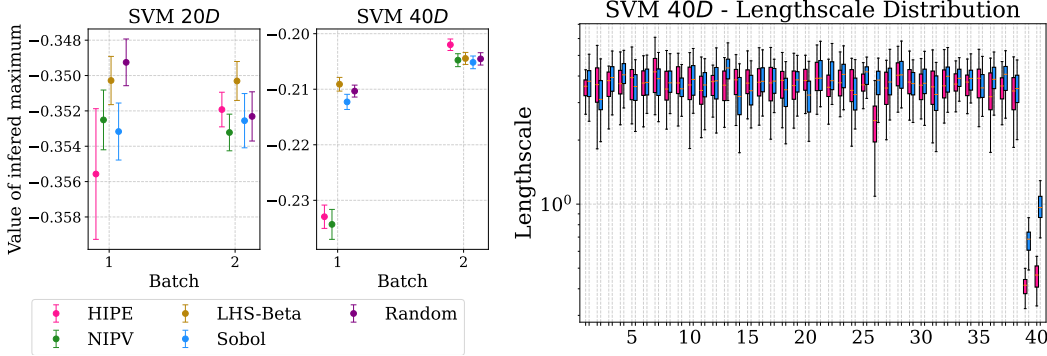 SVM 20D
SVM 40D
SVM 40D - Lengthscale Distribution
Value of infered maximum
−0.348
−0.350
−0.352
−0.354
−0.356
−0.358
1
2
Batch
−0.20
−0.21
−0.22
−0.23
1
2
Batch
Lengthscale
10⁰
5
10
15
20
25
30
35
40
HIPE
LHS-Beta
Random
NIPV
Sobol